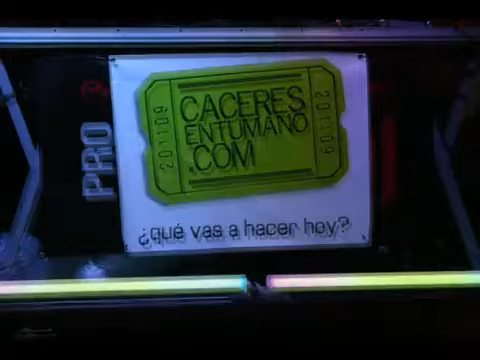 PRO
201109
CACERES
ENTUMANO
.COM
201109
¿qué vas a hacer hoy?